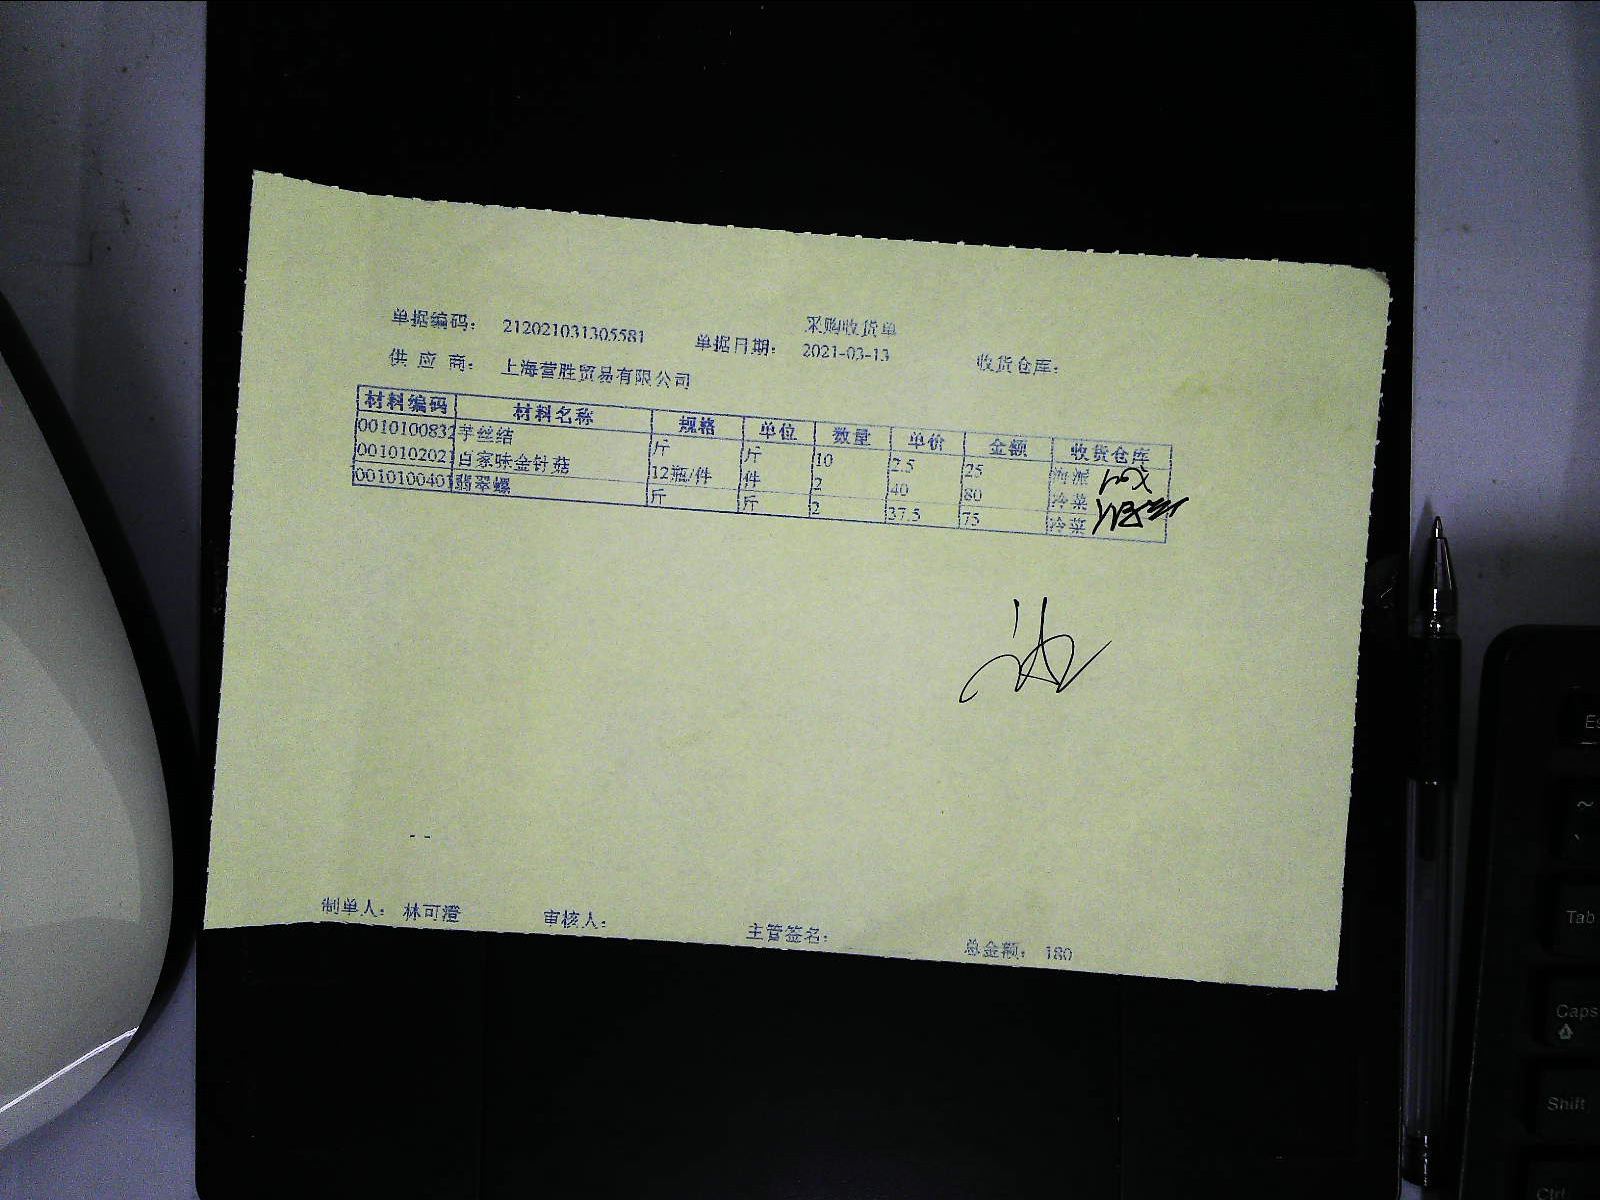 采购收货单
单据编码： 212021031305581 单据日期： 2021-03-13 收货仓库：
供 应 商： 上海营胜贸易有限公司
材料编码 材料名称 规格 单位 数量 单价 金额 收货仓库
0010100832 芋丝结 斤 斤 10 2.5 25 海派
0010102021 百家味金针菇 12瓶/件 件 2 40 80 冷菜
0010100401 翡翠螺 斤 斤 2 37.5 75 冷菜
- -
制单人： 林可澄 审核人： 主管签名： 总金额： 180
Tab
Caps
Shift